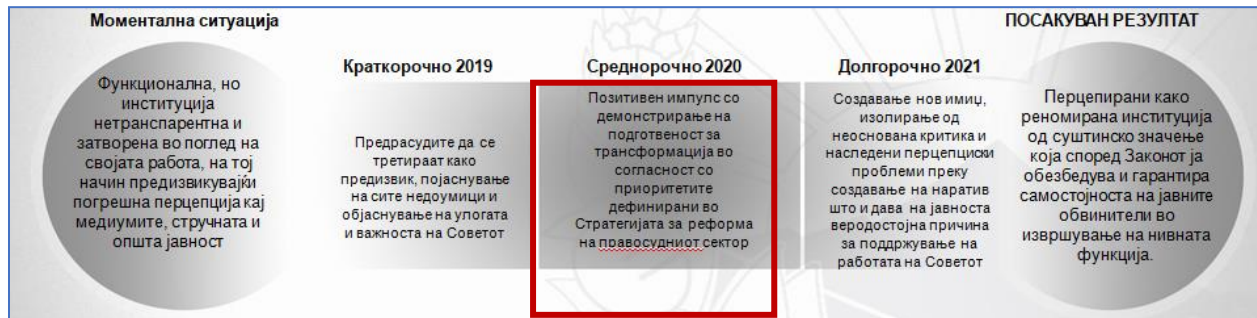 Моментална ситуација
Функционална, но
институција
нетранспарентна и
затворена во поглед на
својата работа, на тој
начин предизвикувајќи
погрешна перцепција кај
медиумите, стручната и
општа јавност
Краткорочно 2019
Предрасудите да се
третираат како
предизвик, појаснување
на сите недоумици и
објаснување на улогата
и важноста на Советот
Среднорочно 2020
Позитивен импулс со
демонстрирање на
подготвеност за
трансформација во
согласност со
приоритетите
дефинирани во
Стратегијата за реформа
на правосудниот сектор
Долгорочно 2021
Создавање нов имиџ,
изолирање од
неоснована критика и
наследени перцепциски
проблеми преку
создавање на наратив
што и дава на јавноста
веродостојна причина
за поддржување на
работата на Советот
ПОСАКУВАН РЕЗУЛТАТ
Перцепирани како
реномирана институција
од суштинско значење
која според Законот ја
обезбедува и гарантира
самостојноста на јавните
обвинители во
извршување на нивната
функција.